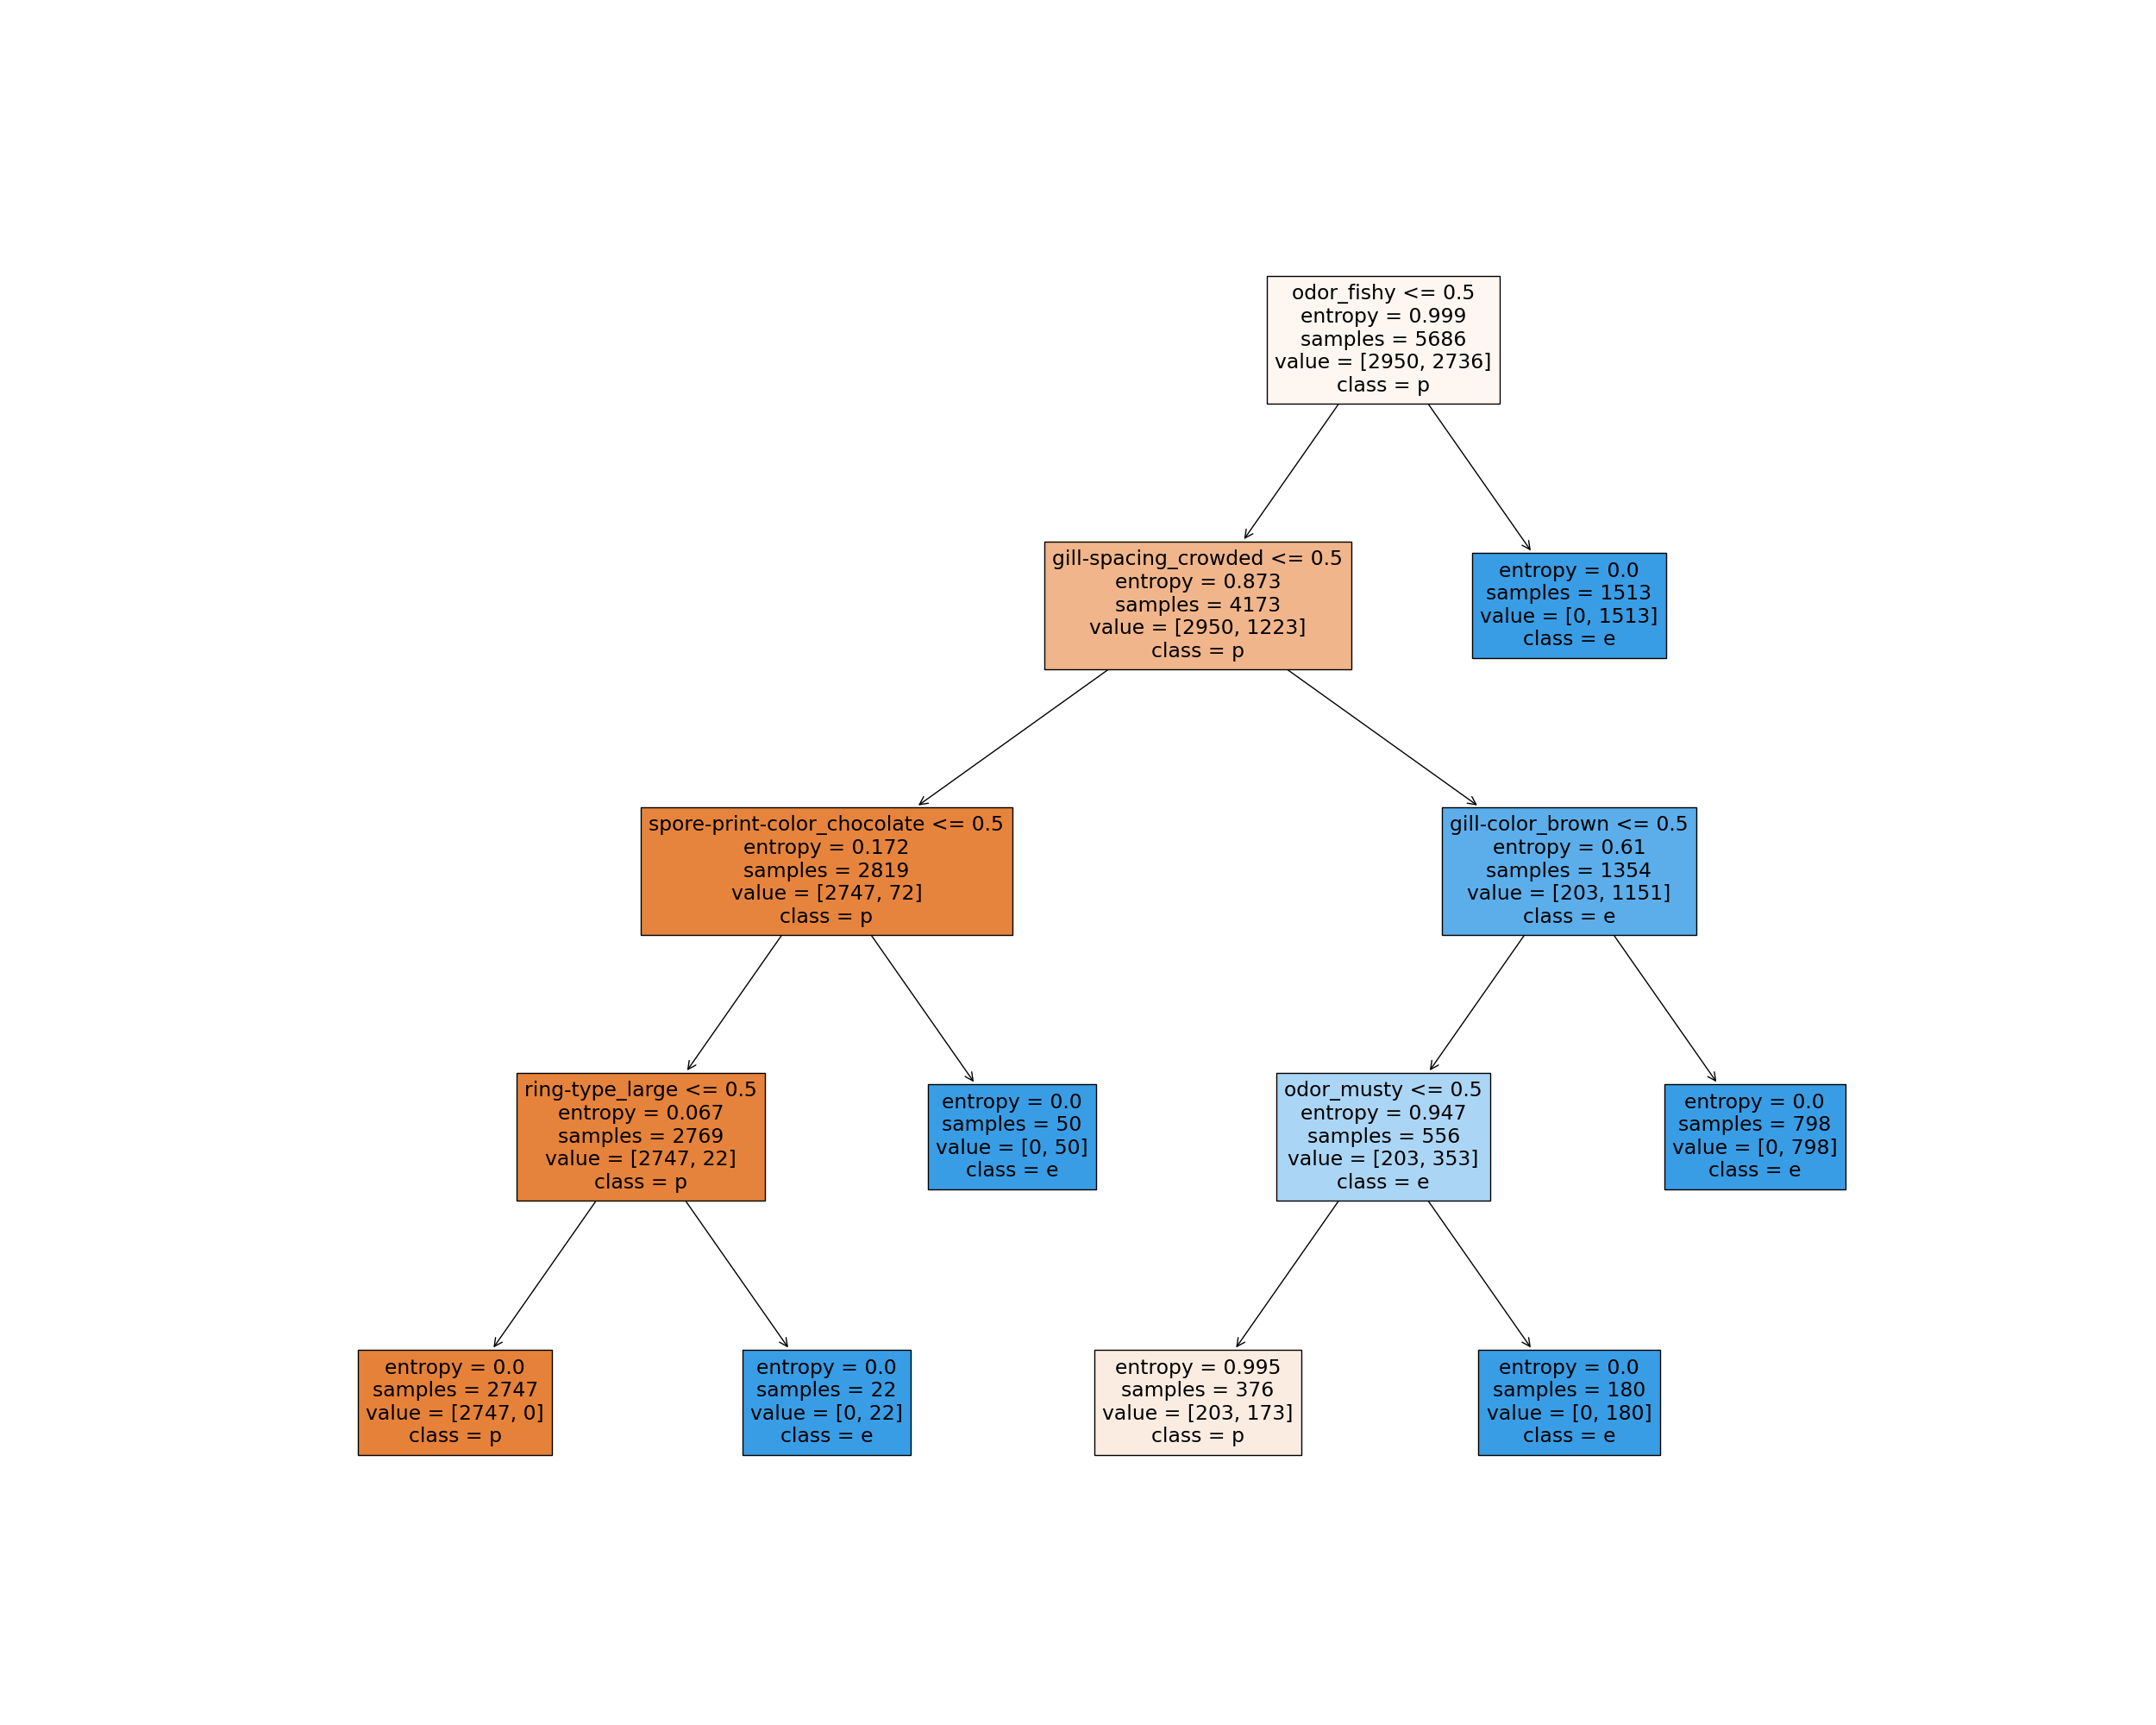 odor_fishy <= 0.5
entropy = 0.999
samples = 5686
value = [2950, 2736]
class = p
gill-spacing_crowded <= 0.5
entropy = 0.873
samples = 4173
value = [2950, 1223]
class = p
entropy = 0.0
samples = 1513
value = [0, 1513]
class = e
spore-print-color_chocolate <= 0.5
entropy = 0.172
samples = 2819
value = [2747, 72]
class = p
gill-color_brown <= 0.5
entropy = 0.61
samples = 1354
value = [203, 1151]
class = e
ring-type_large <= 0.5
entropy = 0.067
samples = 2769
value = [2747, 22]
class = p
entropy = 0.0
samples = 50
value = [0, 50]
class = e
odor_musty <= 0.5
entropy = 0.947
samples = 556
value = [203, 353]
class = e
entropy = 0.0
samples = 798
value = [0, 798]
class = e
entropy = 0.0
samples = 2747
value = [2747, 0]
class = p
entropy = 0.0
samples = 22
value = [0, 22]
class = e
entropy = 0.995
samples = 376
value = [203, 173]
class = p
entropy = 0.0
samples = 180
value = [0, 180]
class = e